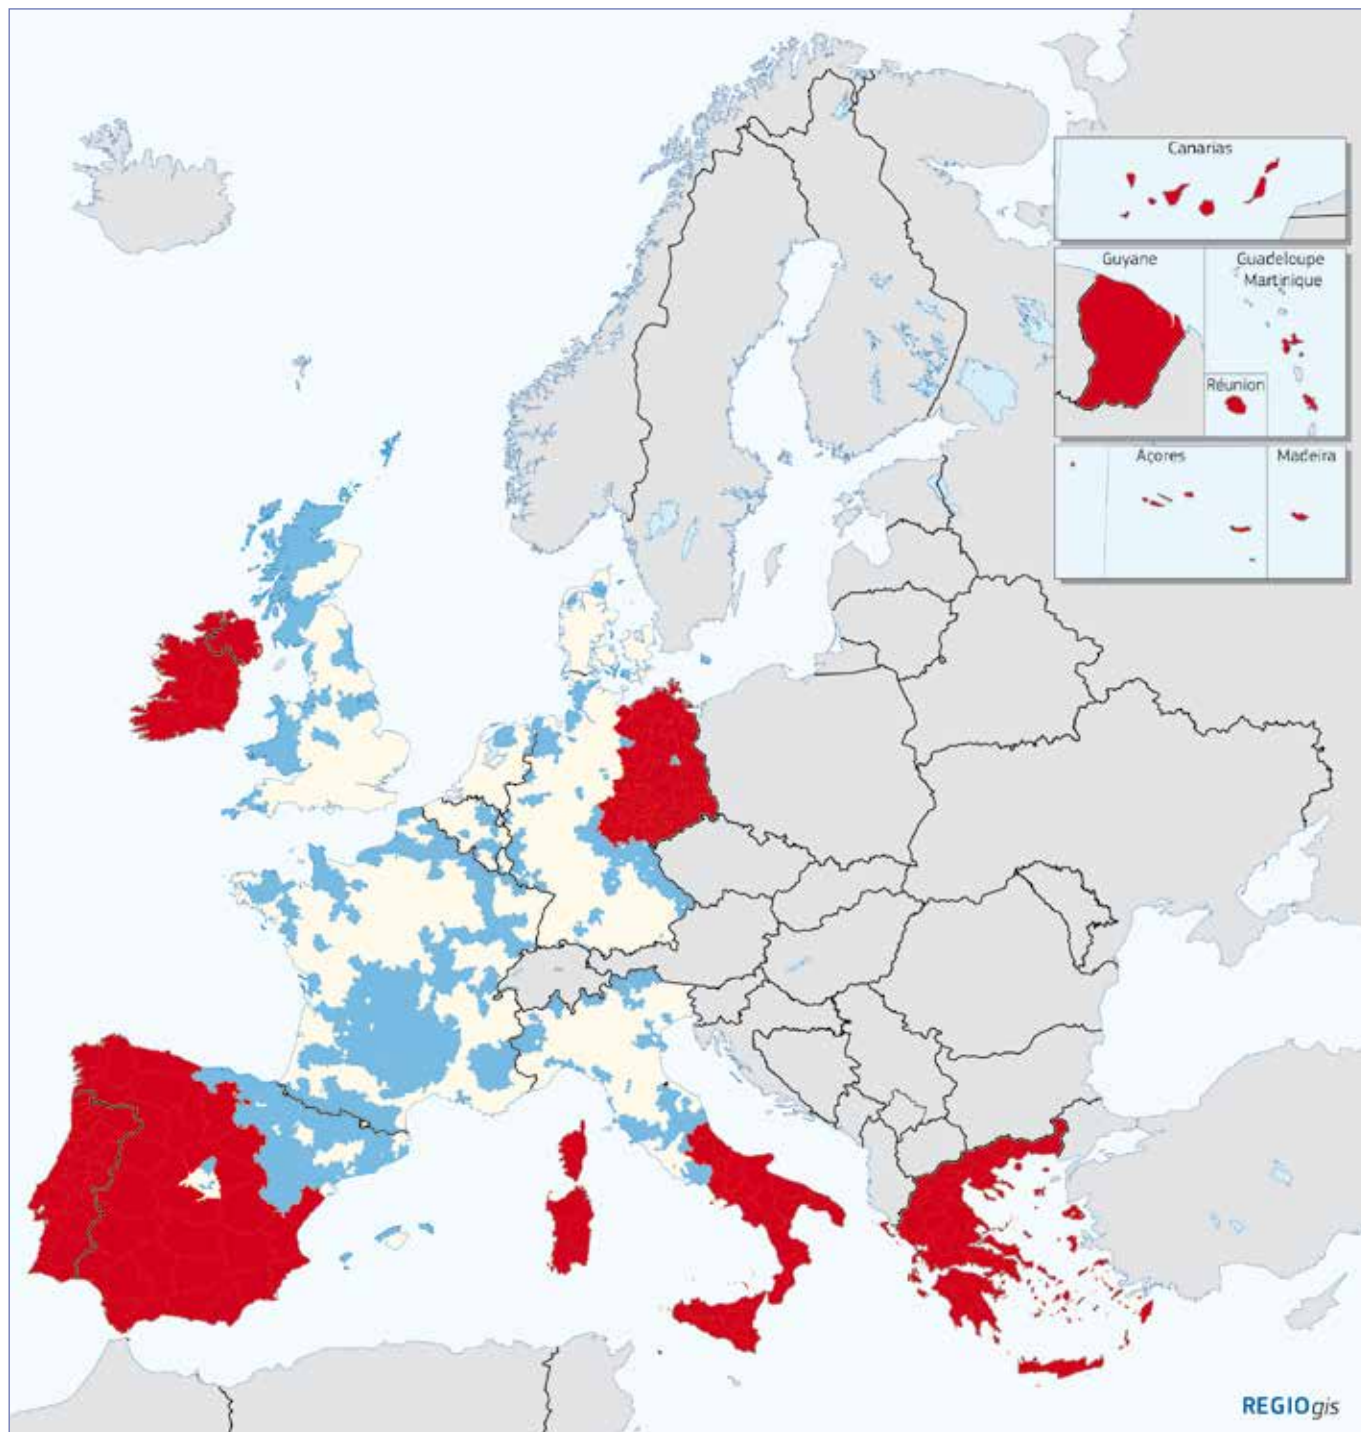 Canarias
Guyane
Guadeloupe
Martinique
Réunion
Açores
Madeira
REGIOgis